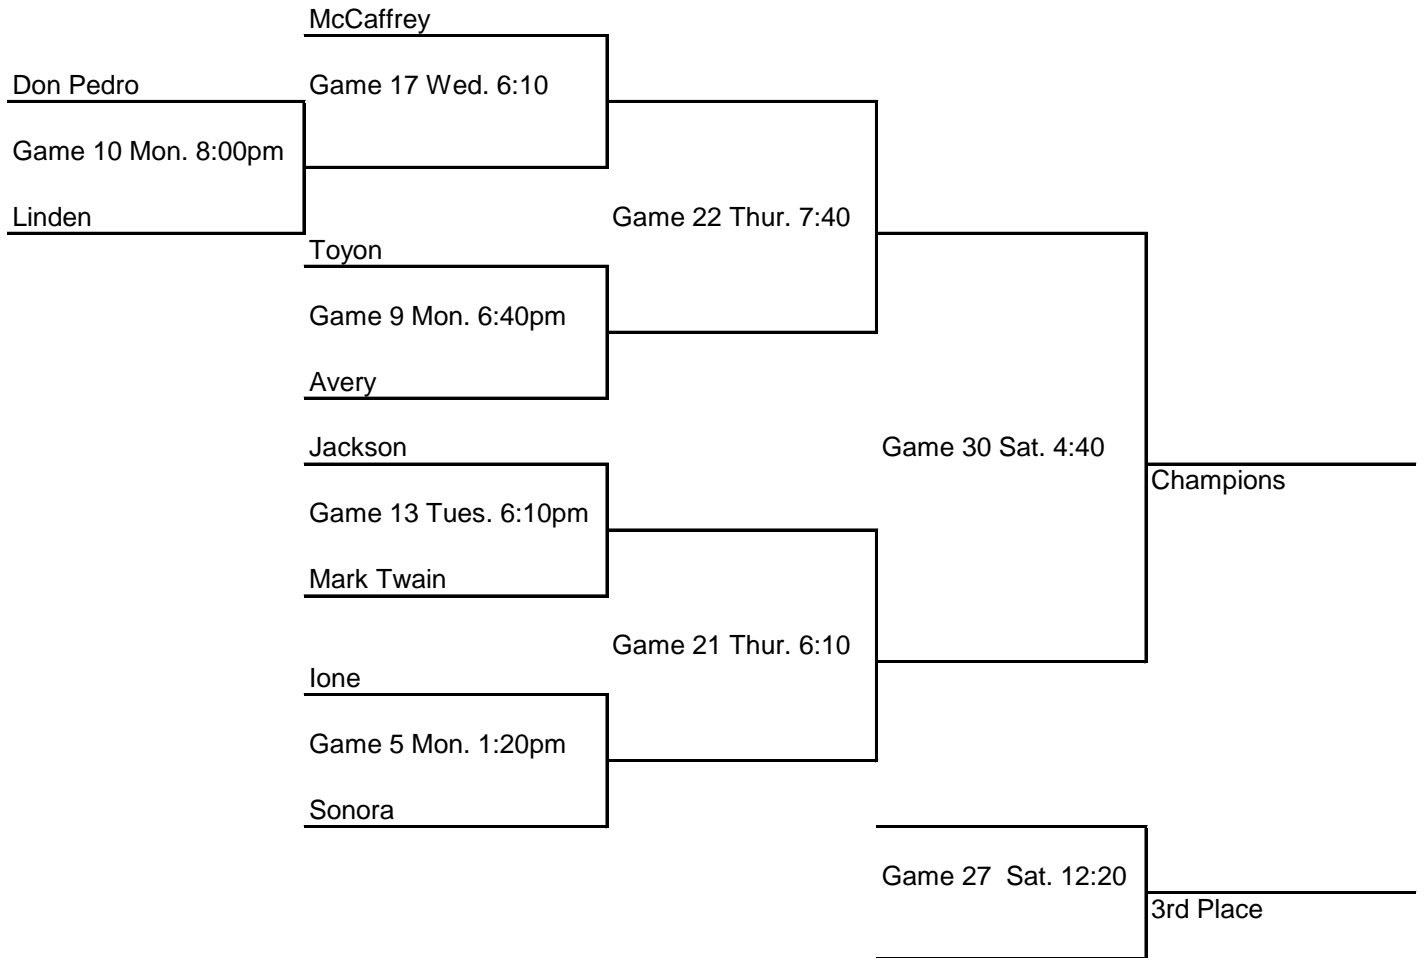 McCaffrey
Don Pedro
Game 17 Wed. 6:10
Game 10 Mon. 8:00pm
Linden
Game 22 Thur. 7:40
Toyon
Game 9 Mon. 6:40pm
Avery
Jackson
Game 30 Sat. 4:40
Champions
Game 13 Tues. 6:10pm
Mark Twain
Game 21 Thur. 6:10
Ione
Game 5 Mon. 1:20pm
Sonora
Game 27  Sat. 12:20
3rd Place